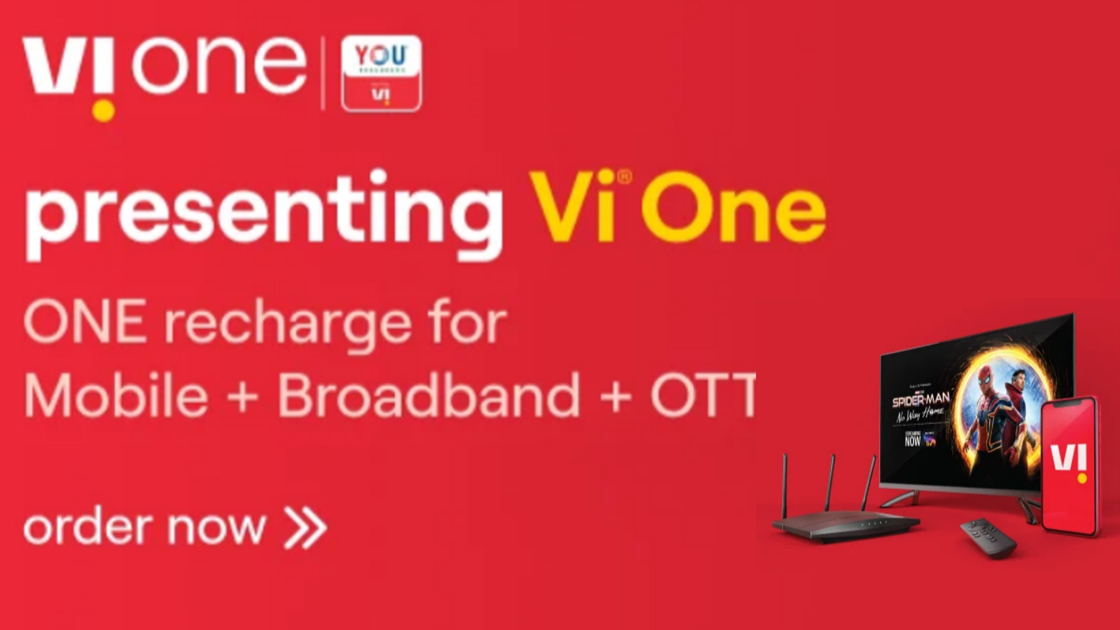 Vi one
YOU
Vi
presenting Vi® One
ONE recharge for
Mobile + Broadband + OTT
order now »
SPIDER-MAN
No Way Home
STREAMING
NOW
Vi